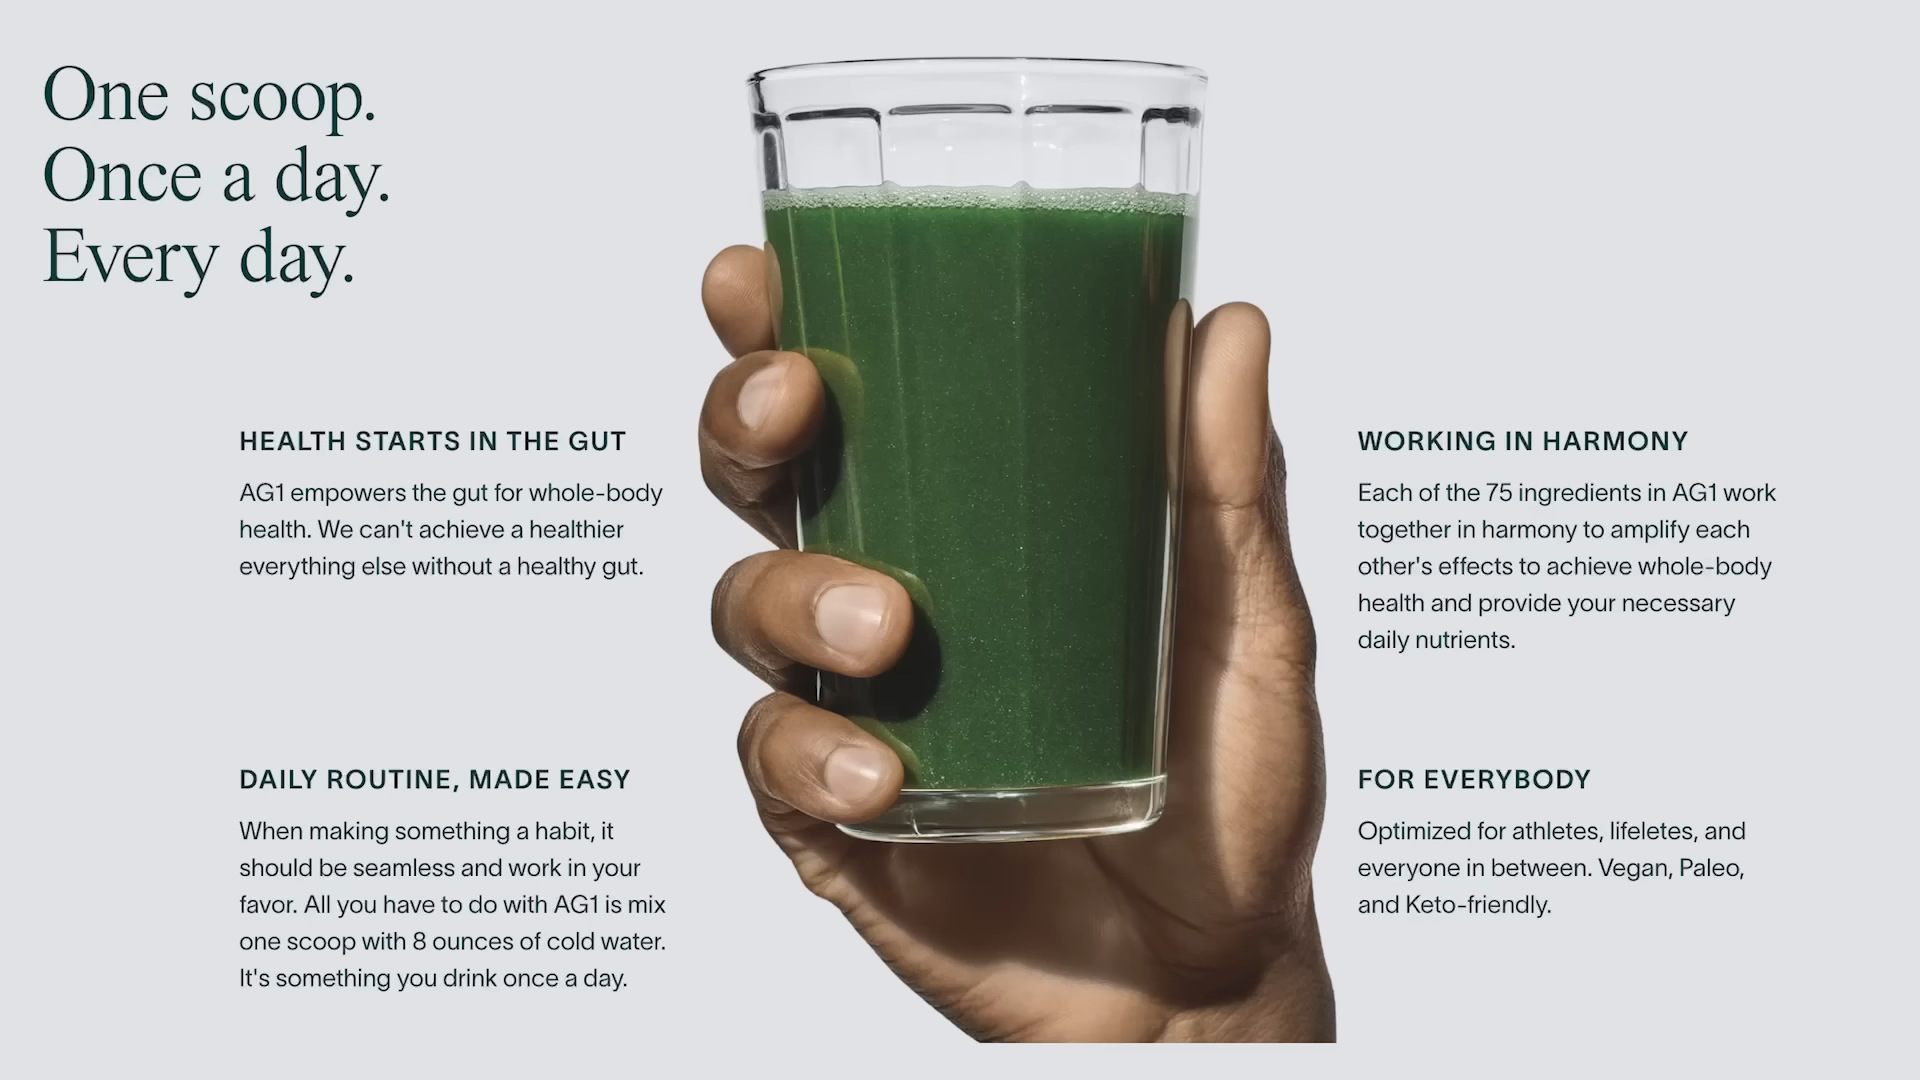 One scoop.
Once a day.
Every day.
HEALTH STARTS IN THE GUT
AG1 empowers the gut for whole-body
health. We can't achieve a healthier
everything else without a healthy gut.
DAILY ROUTINE, MADE EASY
When making something a habit, it
should be seamless and work in your
favor. All you have to do with AG1 is mix
one scoop with 8 ounces of cold water.
It's something you drink once a day.
WORKING IN HARMONY
Each of the 75 ingredients in AG1 work
together in harmony to amplify each
other's effects to achieve whole-body
health and provide your necessary
daily nutrients.
FOR EVERYBODY
Optimized for athletes, lifeletes, and
everyone in between. Vegan, Paleo,
and Keto-friendly.